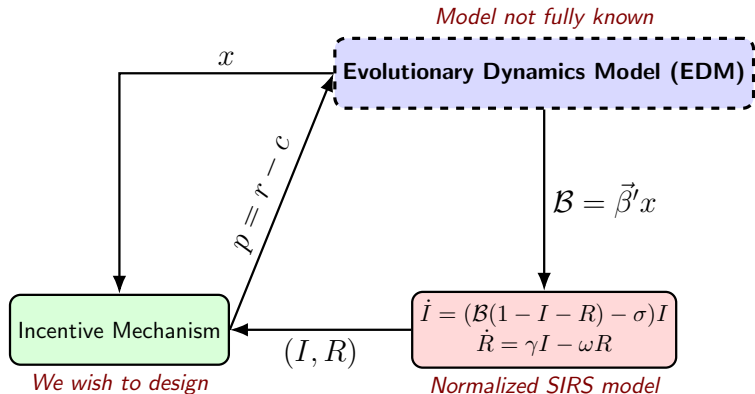 Model not fully known
Evolutionary Dynamics Model (EDM)
x
p = r − c
𝓑 = β⃗′x
Incentive Mechanism
(I, R)
İ = (𝓑(1 - I - R) − σ)I
Ṙ = γI − ωR
We wish to design
Normalized SIRS model